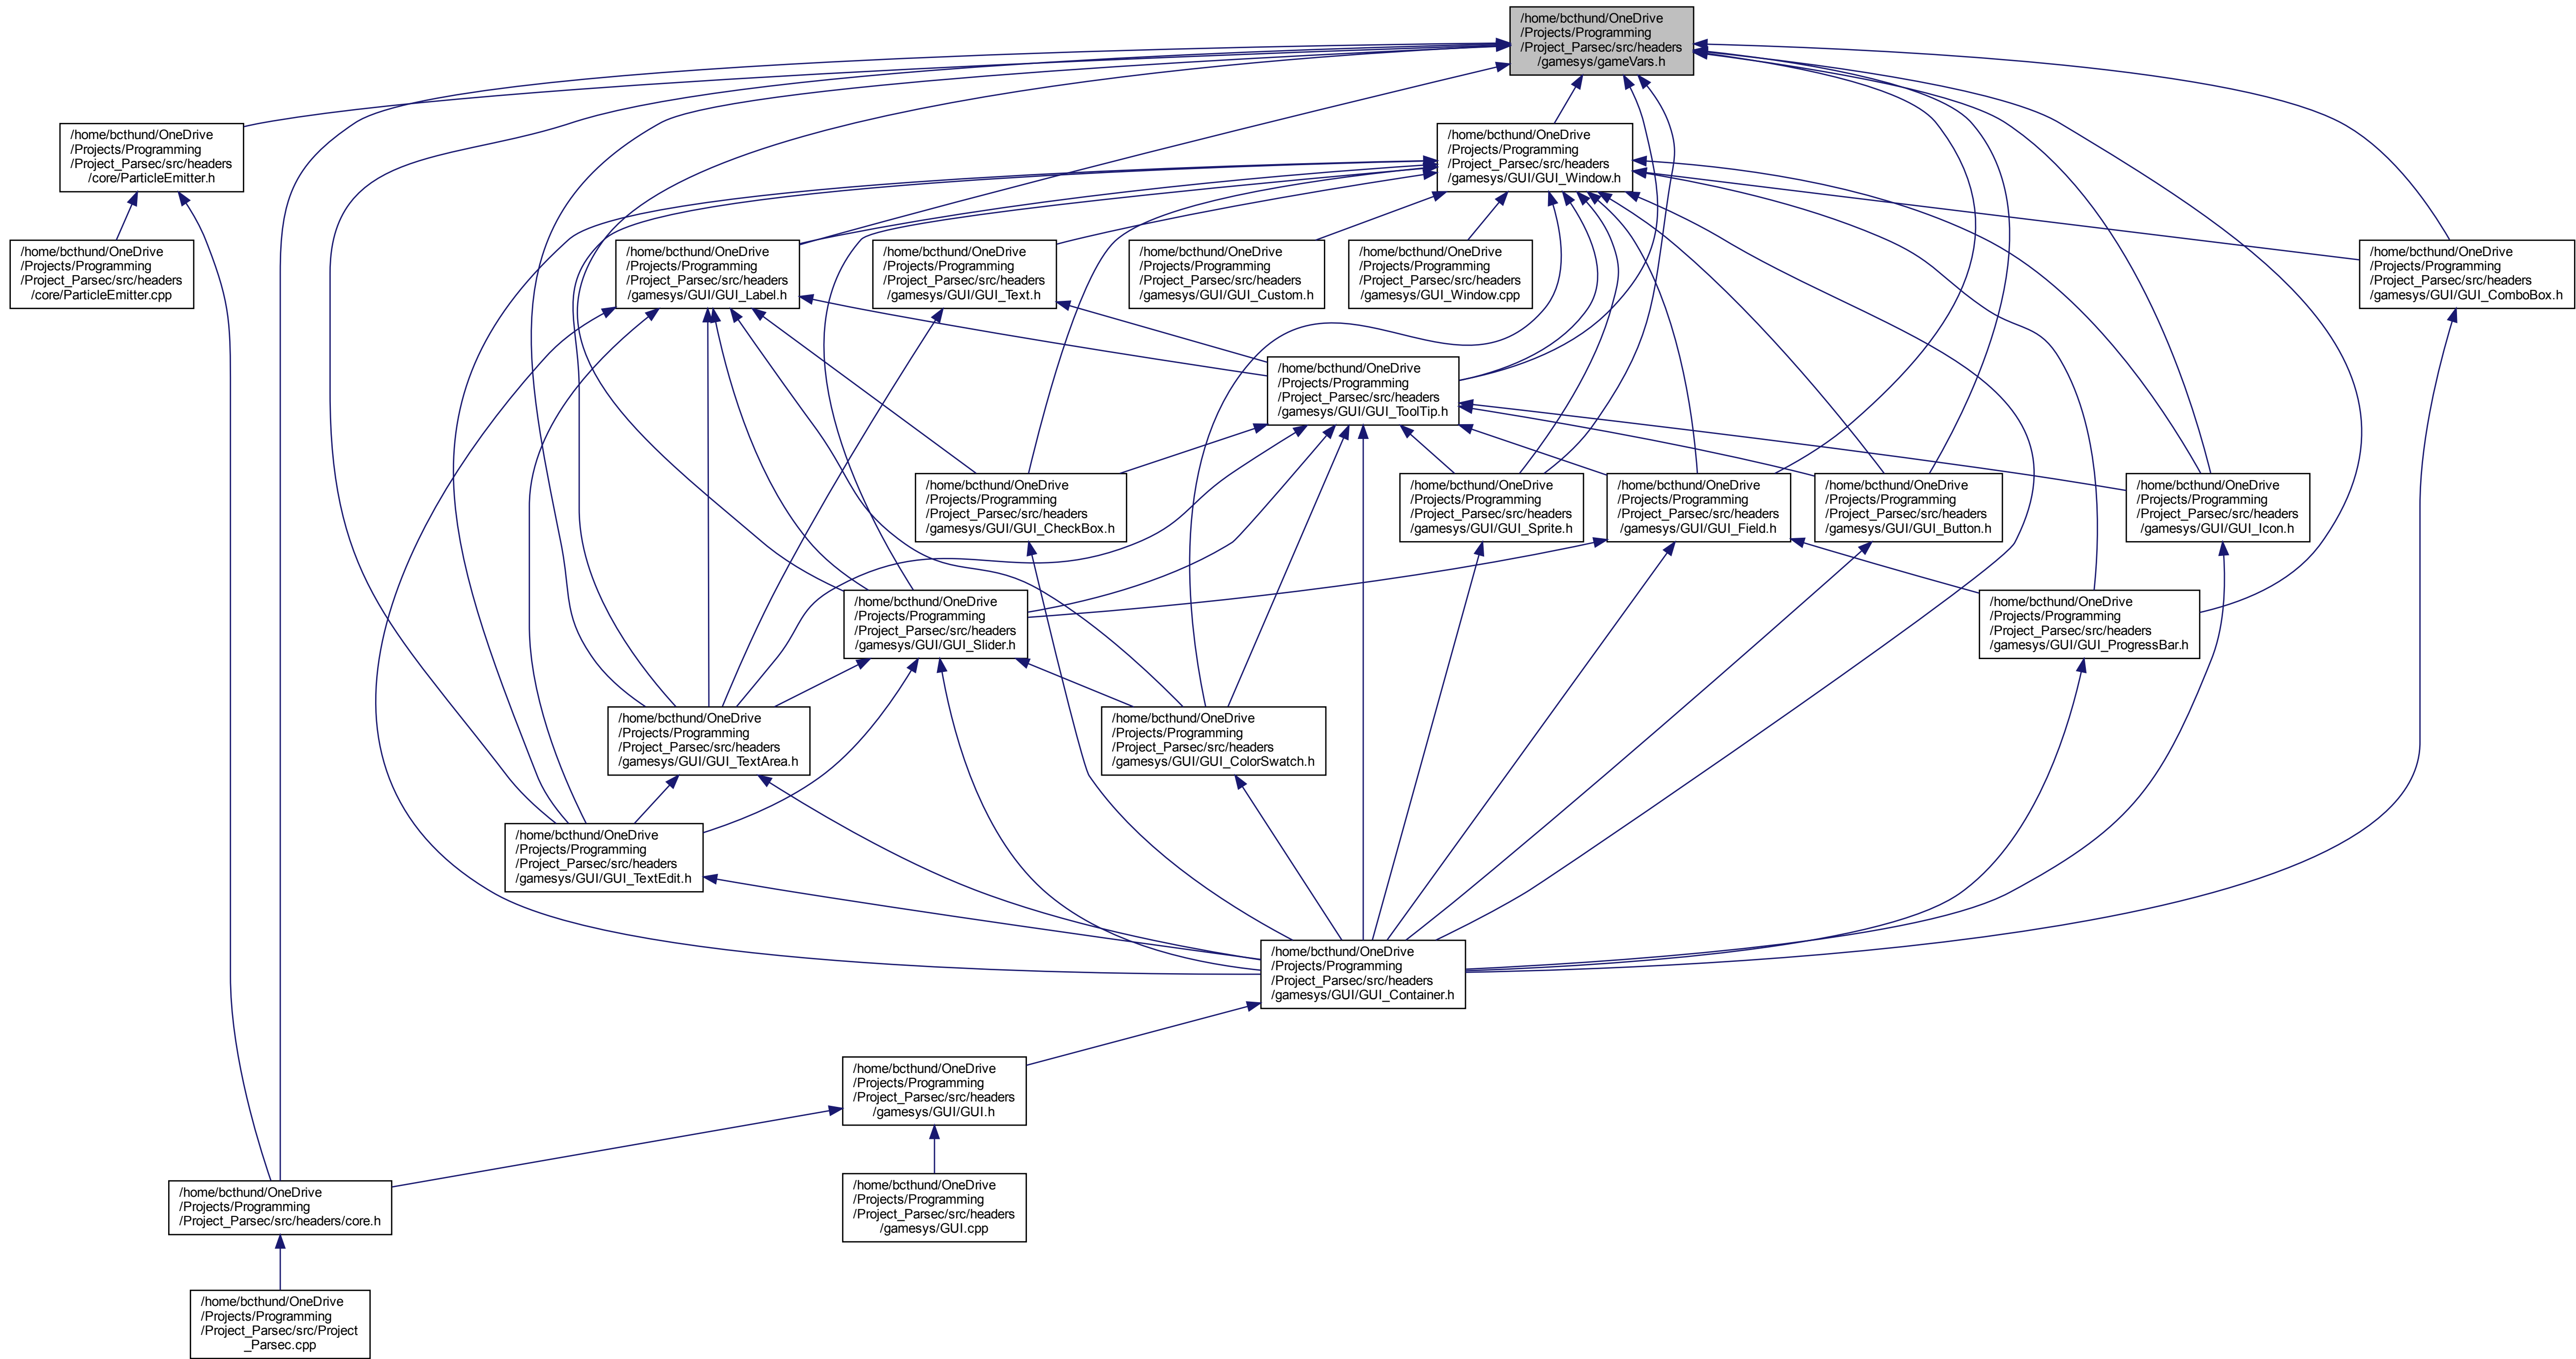 /home/bcthund/OneDrive
/Projects/Programming
/Project_Parsec/src/headers
/gamesys/gameVars.h
/home/bcthund/OneDrive
/Projects/Programming
/Project_Parsec/src/headers
/core/ParticleEmitter.h
/home/bcthund/OneDrive
/Projects/Programming
/Project_Parsec/src/headers
/gamesys/GUI/GUI_Window.h
/home/bcthund/OneDrive
/Projects/Programming
/Project_Parsec/src/headers
/core/ParticleEmitter.cpp
/home/bcthund/OneDrive
/Projects/Programming
/Project_Parsec/src/headers
/gamesys/GUI/GUI_Label.h
/home/bcthund/OneDrive
/Projects/Programming
/Project_Parsec/src/headers
/gamesys/GUI/GUI_Text.h
/home/bcthund/OneDrive
/Projects/Programming
/Project_Parsec/src/headers
/gamesys/GUI/GUI_Custom.h
/home/bcthund/OneDrive
/Projects/Programming
/Project_Parsec/src/headers
/gamesys/GUI_Window.cpp
/home/bcthund/OneDrive
/Projects/Programming
/Project_Parsec/src/headers
/gamesys/GUI/GUI_ComboBox.h
/home/bcthund/OneDrive
/Projects/Programming
/Project_Parsec/src/headers
/gamesys/GUI/GUI_ToolTip.h
/home/bcthund/OneDrive
/Projects/Programming
/Project_Parsec/src/headers
/gamesys/GUI/GUI_CheckBox.h
/home/bcthund/OneDrive
/Projects/Programming
/Project_Parsec/src/headers
/gamesys/GUI/GUI_Sprite.h
/home/bcthund/OneDrive
/Projects/Programming
/Project_Parsec/src/headers
/gamesys/GUI/GUI_Field.h
/home/bcthund/OneDrive
/Projects/Programming
/Project_Parsec/src/headers
/gamesys/GUI/GUI_Button.h
/home/bcthund/OneDrive
/Projects/Programming
/Project_Parsec/src/headers
/gamesys/GUI/GUI_Icon.h
/home/bcthund/OneDrive
/Projects/Programming
/Project_Parsec/src/headers
/gamesys/GUI/GUI_Slider.h
/home/bcthund/OneDrive
/Projects/Programming
/Project_Parsec/src/headers
/gamesys/GUI/GUI_ProgressBar.h
/home/bcthund/OneDrive
/Projects/Programming
/Project_Parsec/src/headers
/gamesys/GUI/GUI_TextArea.h
/home/bcthund/OneDrive
/Projects/Programming
/Project_Parsec/src/headers
/gamesys/GUI/GUI_ColorSwatch.h
/home/bcthund/OneDrive
/Projects/Programming
/Project_Parsec/src/headers
/gamesys/GUI/GUI_TextEdit.h
/home/bcthund/OneDrive
/Projects/Programming
/Project_Parsec/src/headers
/gamesys/GUI/GUI_Container.h
/home/bcthund/OneDrive
/Projects/Programming
/Project_Parsec/src/headers
/gamesys/GUI/GUI.h
/home/bcthund/OneDrive
/Projects/Programming
/Project_Parsec/src/headers/core.h
/home/bcthund/OneDrive
/Projects/Programming
/Project_Parsec/src/headers
/gamesys/GUI.cpp
/home/bcthund/OneDrive
/Projects/Programming
/Project_Parsec/src/Project
_Parsec.cpp